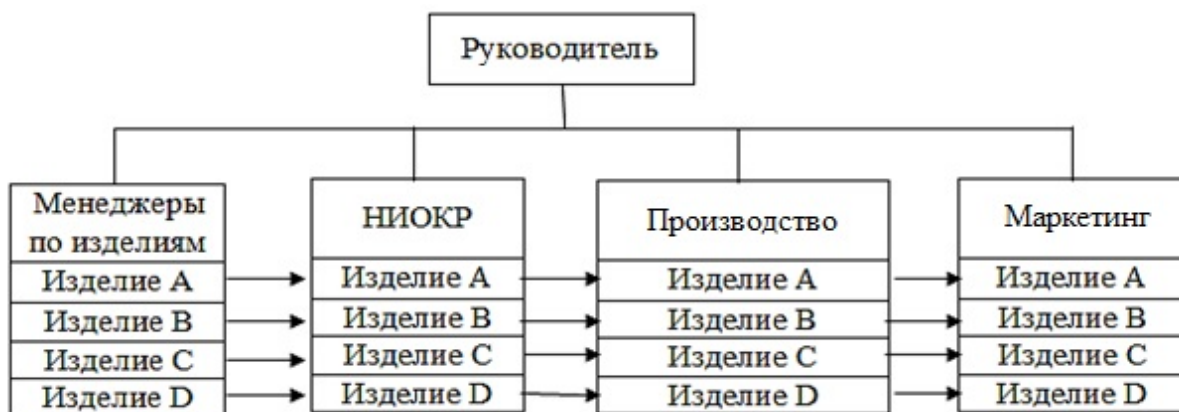 Руководитель
Менеджеры
по изделиям
Изделие A
Изделие B
Изделие C
Изделие D
НИОКР
Изделие A
Изделие B
Изделие C
Изделие D
Производство
Изделие A
Изделие B
Изделие C
Изделие D
Маркетинг
Изделие A
Изделие B
Изделие C
Изделие D